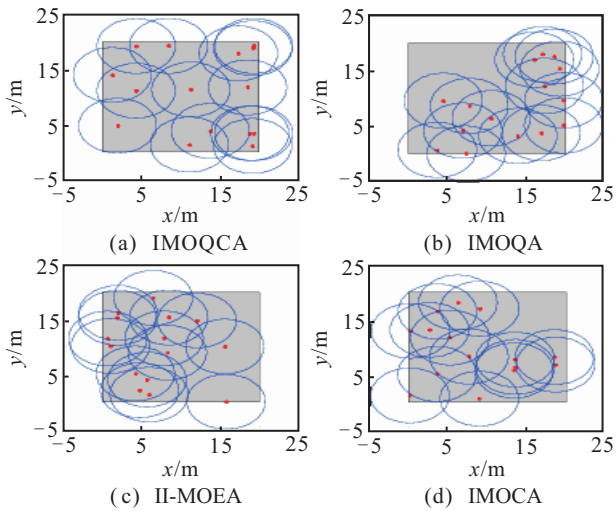 25
25
15
15
y/m
y/m
5
5
−5
−5
−5 5 15 25
−5 5 15 25
x/m
x/m
(a) IMOQCA
(b) IMOQA
25
25
15
15
y/m
y/m
5
5
−5
−5
−5 5 15 25
−5 5 15 25
x/m
x/m
(c) II-MOEA
(d) IMOCA